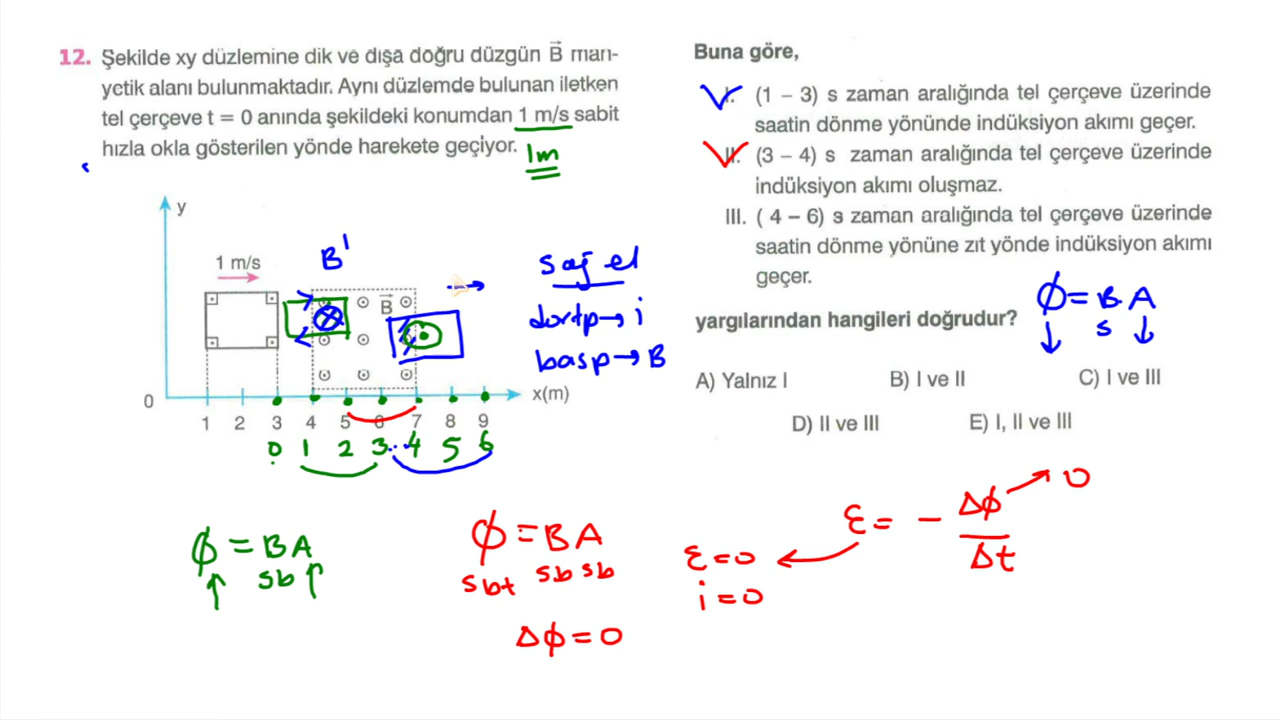 12. Şekilde xy düzlemine dik ve dışa doğru düzgün B man-
yetik alanı bulunmaktadır. Aynı düzlemde bulunan iletken
tel çerçeve t = 0 anında şekildeki konumdan 1 m/s sabit
hızla okla gösterilen yönde harekete geçiyor.
1m
y
1 m/s
B'
B
0
x(m)
1 2 3 4 5 6 7 8 9
0 1 2 3 4 5 6
sağ el
dörtp→i
başp→B
ϕ = B A
sb
ϕ = B A
sbt sb sb
Δϕ = 0
Buna göre,
I. (1 – 3) s zaman aralığında tel çerçeve üzerinde
saatin dönme yönünde indüksiyon akımı geçer.
II. (3 – 4) s zaman aralığında tel çerçeve üzerinde
indüksiyon akımı oluşmaz.
III. ( 4 – 6) s zaman aralığında tel çerçeve üzerinde
saatin dönme yönüne zıt yönde indüksiyon akımı
geçer.
ϕ = B A
s
yargılarından hangileri doğrudur?
A) Yalnız I B) I ve II C) I ve III
D) II ve III E) I, II ve III
ε = – Δϕ → 0
Δt
ε = 0
i = 0